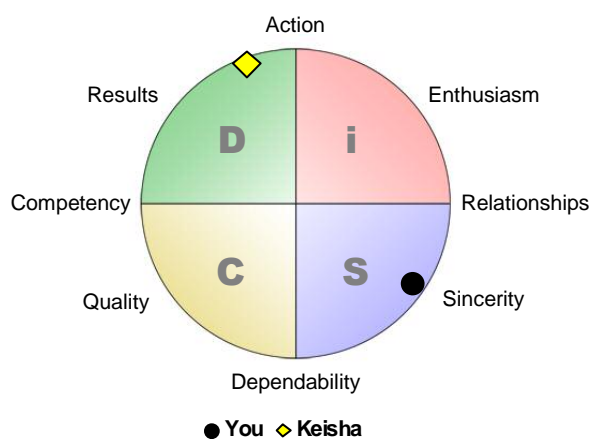 Action
Results
Enthusiasm
D
i
Competency
Relationships
C
S
Quality
Sincerity
Dependability
You Keisha